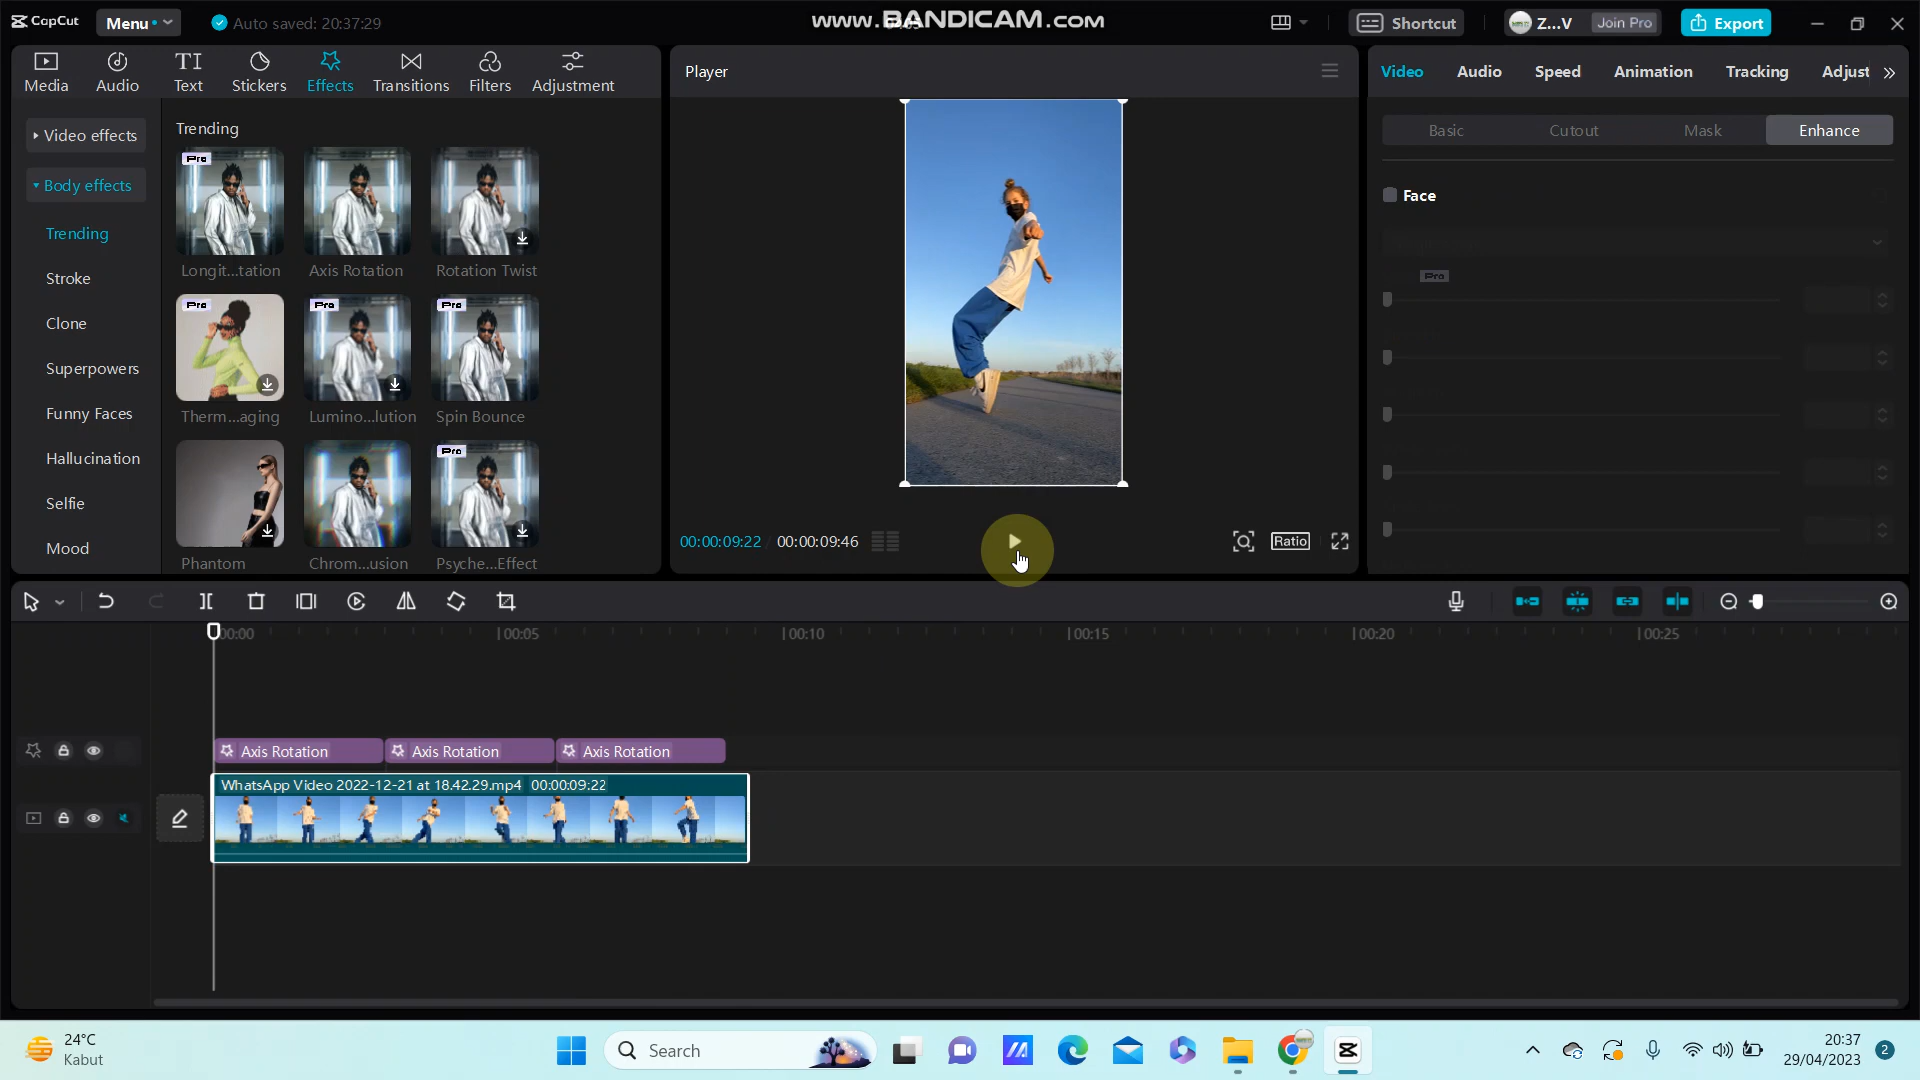 CapCut
Menu
Auto saved: 20:37:29
www.BANDICAM.com
Shortcut
Z...V
Join Pro
Export
Media
Audio
TI
Text
Stickers
Effects
Transitions
Filters
Adjustment
Player
Video
Audio
Speed
Animation
Tracking
Adjust
Video effects
Body effects
Trending
Stroke
Clone
Superpowers
Funny Faces
Hallucination
Selfie
Mood
Trending
Pro
Longit...tation
Axis Rotation
Rotation Twist
Pro
Pro
Pro
Therm...aging
Lumino...lution
Spin Bounce
Pro
Phantom
Chrom...usion
Psyche...Effect
00:00:09:22
00:00:09:46
Ratio
Basic
Cutout
Mask
Enhance
Face
Pro
00:00
00:05
00:10
00:15
00:20
00:25
Axis Rotation
Axis Rotation
Axis Rotation
WhatsApp Video 2022-12-21 at 18.42.29.mp4 00:00:09:22
24°C
Kabut
Search
20:37
29/04/2023
2